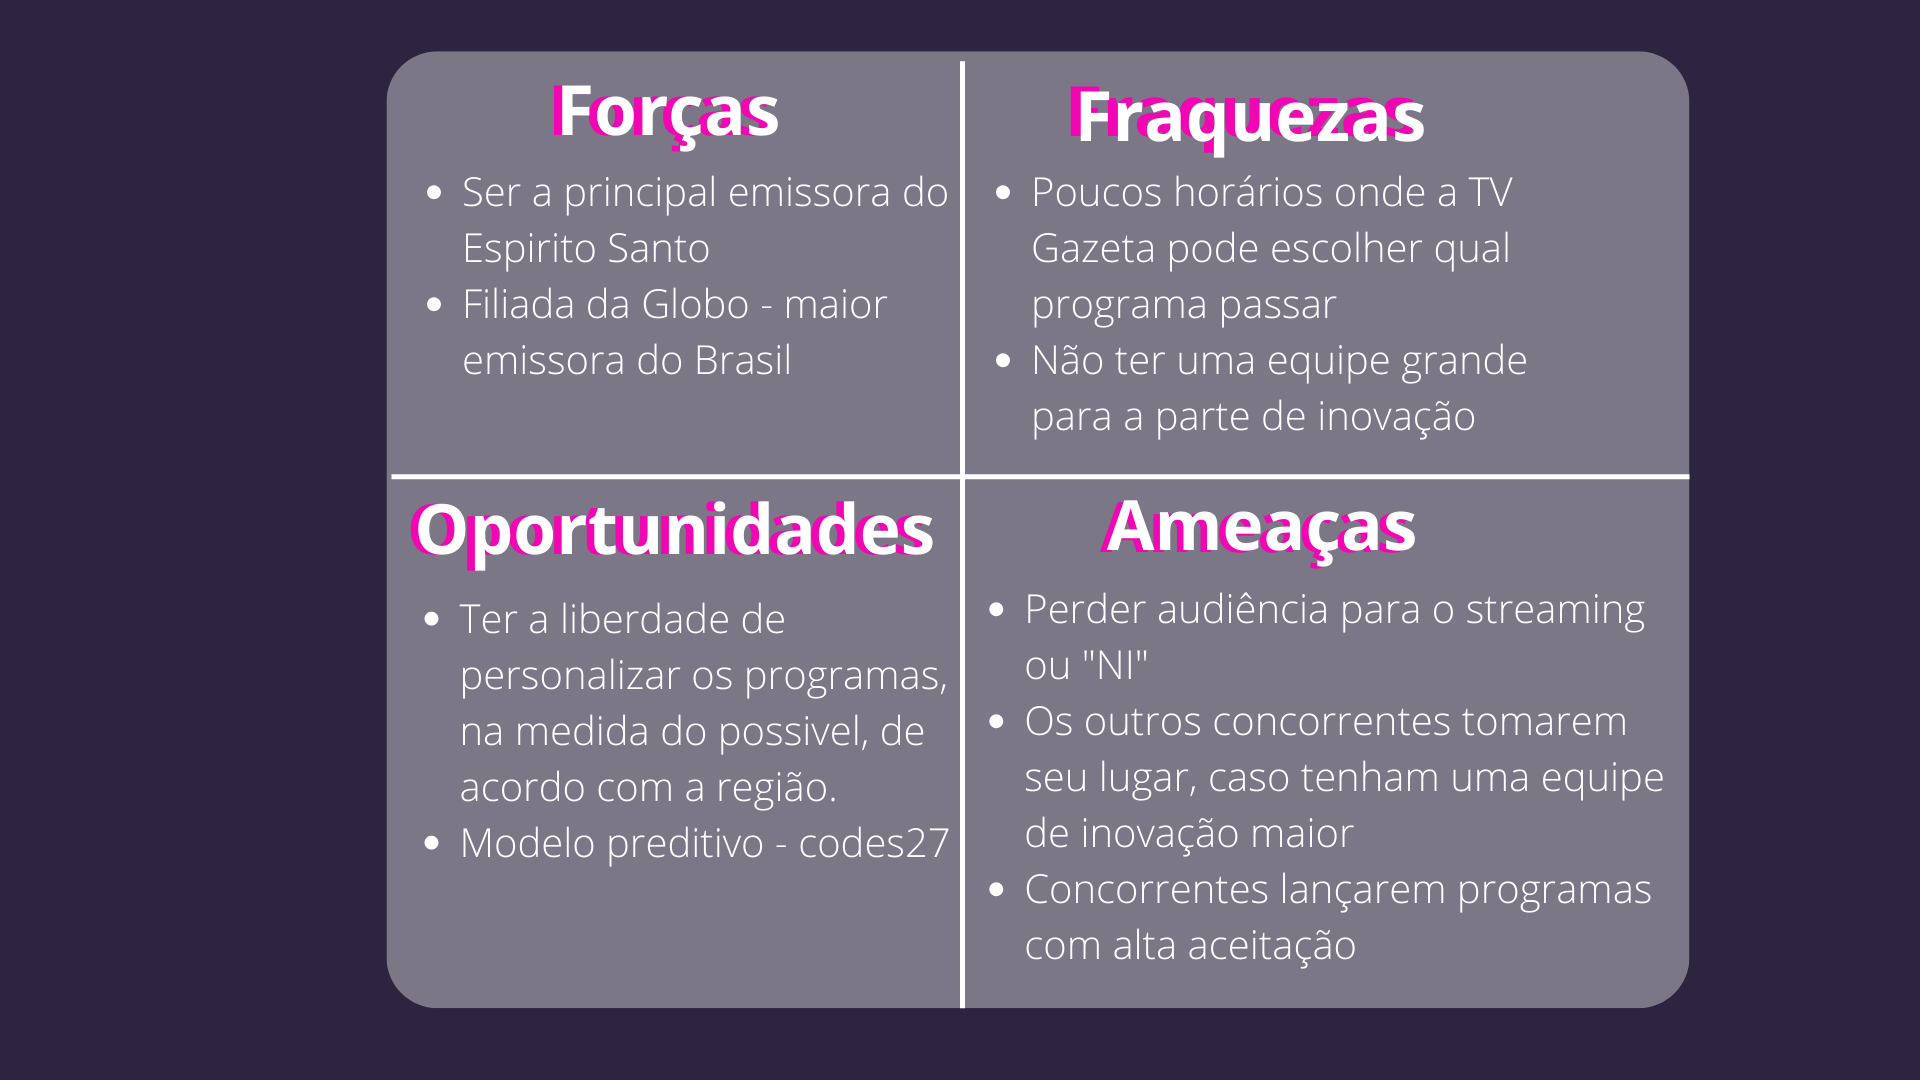 Forças
• Ser a principal emissora do
Espirito Santo
• Filiada da Globo - maior
emissora do Brasil
Fraquezas
• Poucos horários onde a TV
Gazeta pode escolher qual
programa passar
• Não ter uma equipe grande
para a parte de inovação
Oportunidades
• Ter a liberdade de
personalizar os programas,
na medida do possivel, de
acordo com a região.
• Modelo preditivo - codes27
Ameaças
• Perder audiência para o streaming
ou "NI"
• Os outros concorrentes tomarem
seu lugar, caso tenham uma equipe
de inovação maior
• Concorrentes lançarem programas
com alta aceitação